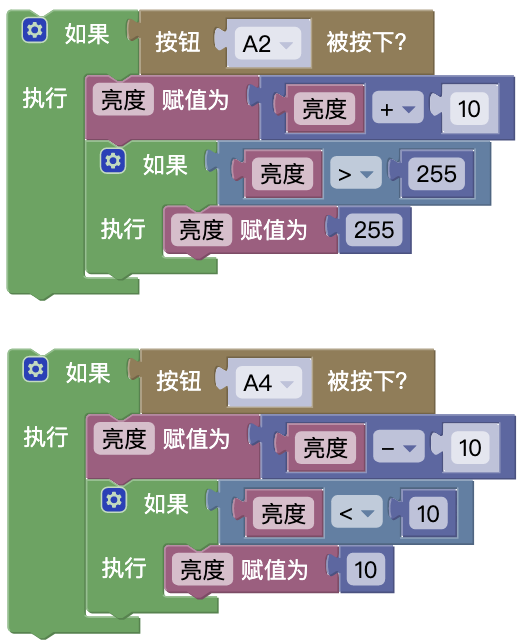 如果 按钮 A2 被按下?
执行 亮度 赋值为 亮度 + 10
如果 亮度 > 255
执行 亮度 赋值为 255
如果 按钮 A4 被按下?
执行 亮度 赋值为 亮度 - 10
如果 亮度 < 10
执行 亮度 赋值为 10